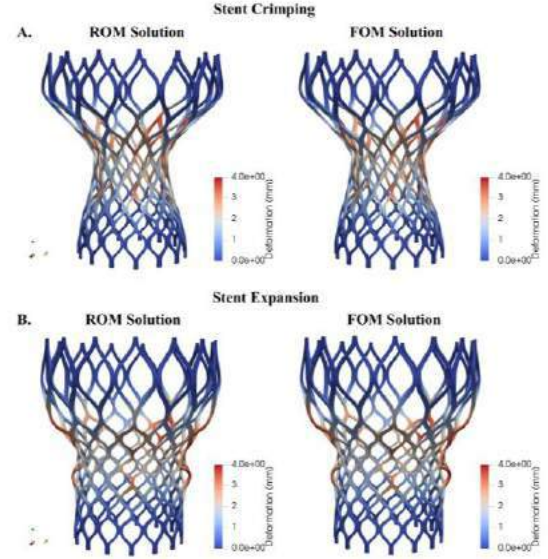 Stent Crimping
A.
ROM Solution
FOM Solution
4.0e+00
3
2
1
0.0e+00
Deformation (mm)
4.0e+00
3
2
1
0.0e+00
Deformation (mm)
Stent Expansion
B.
ROM Solution
FOM Solution
4.0e+00
3
2
1
0.0e+00
Deformation (mm)
4.0e+00
3
2
1
0.0e+00
Deformation (mm)